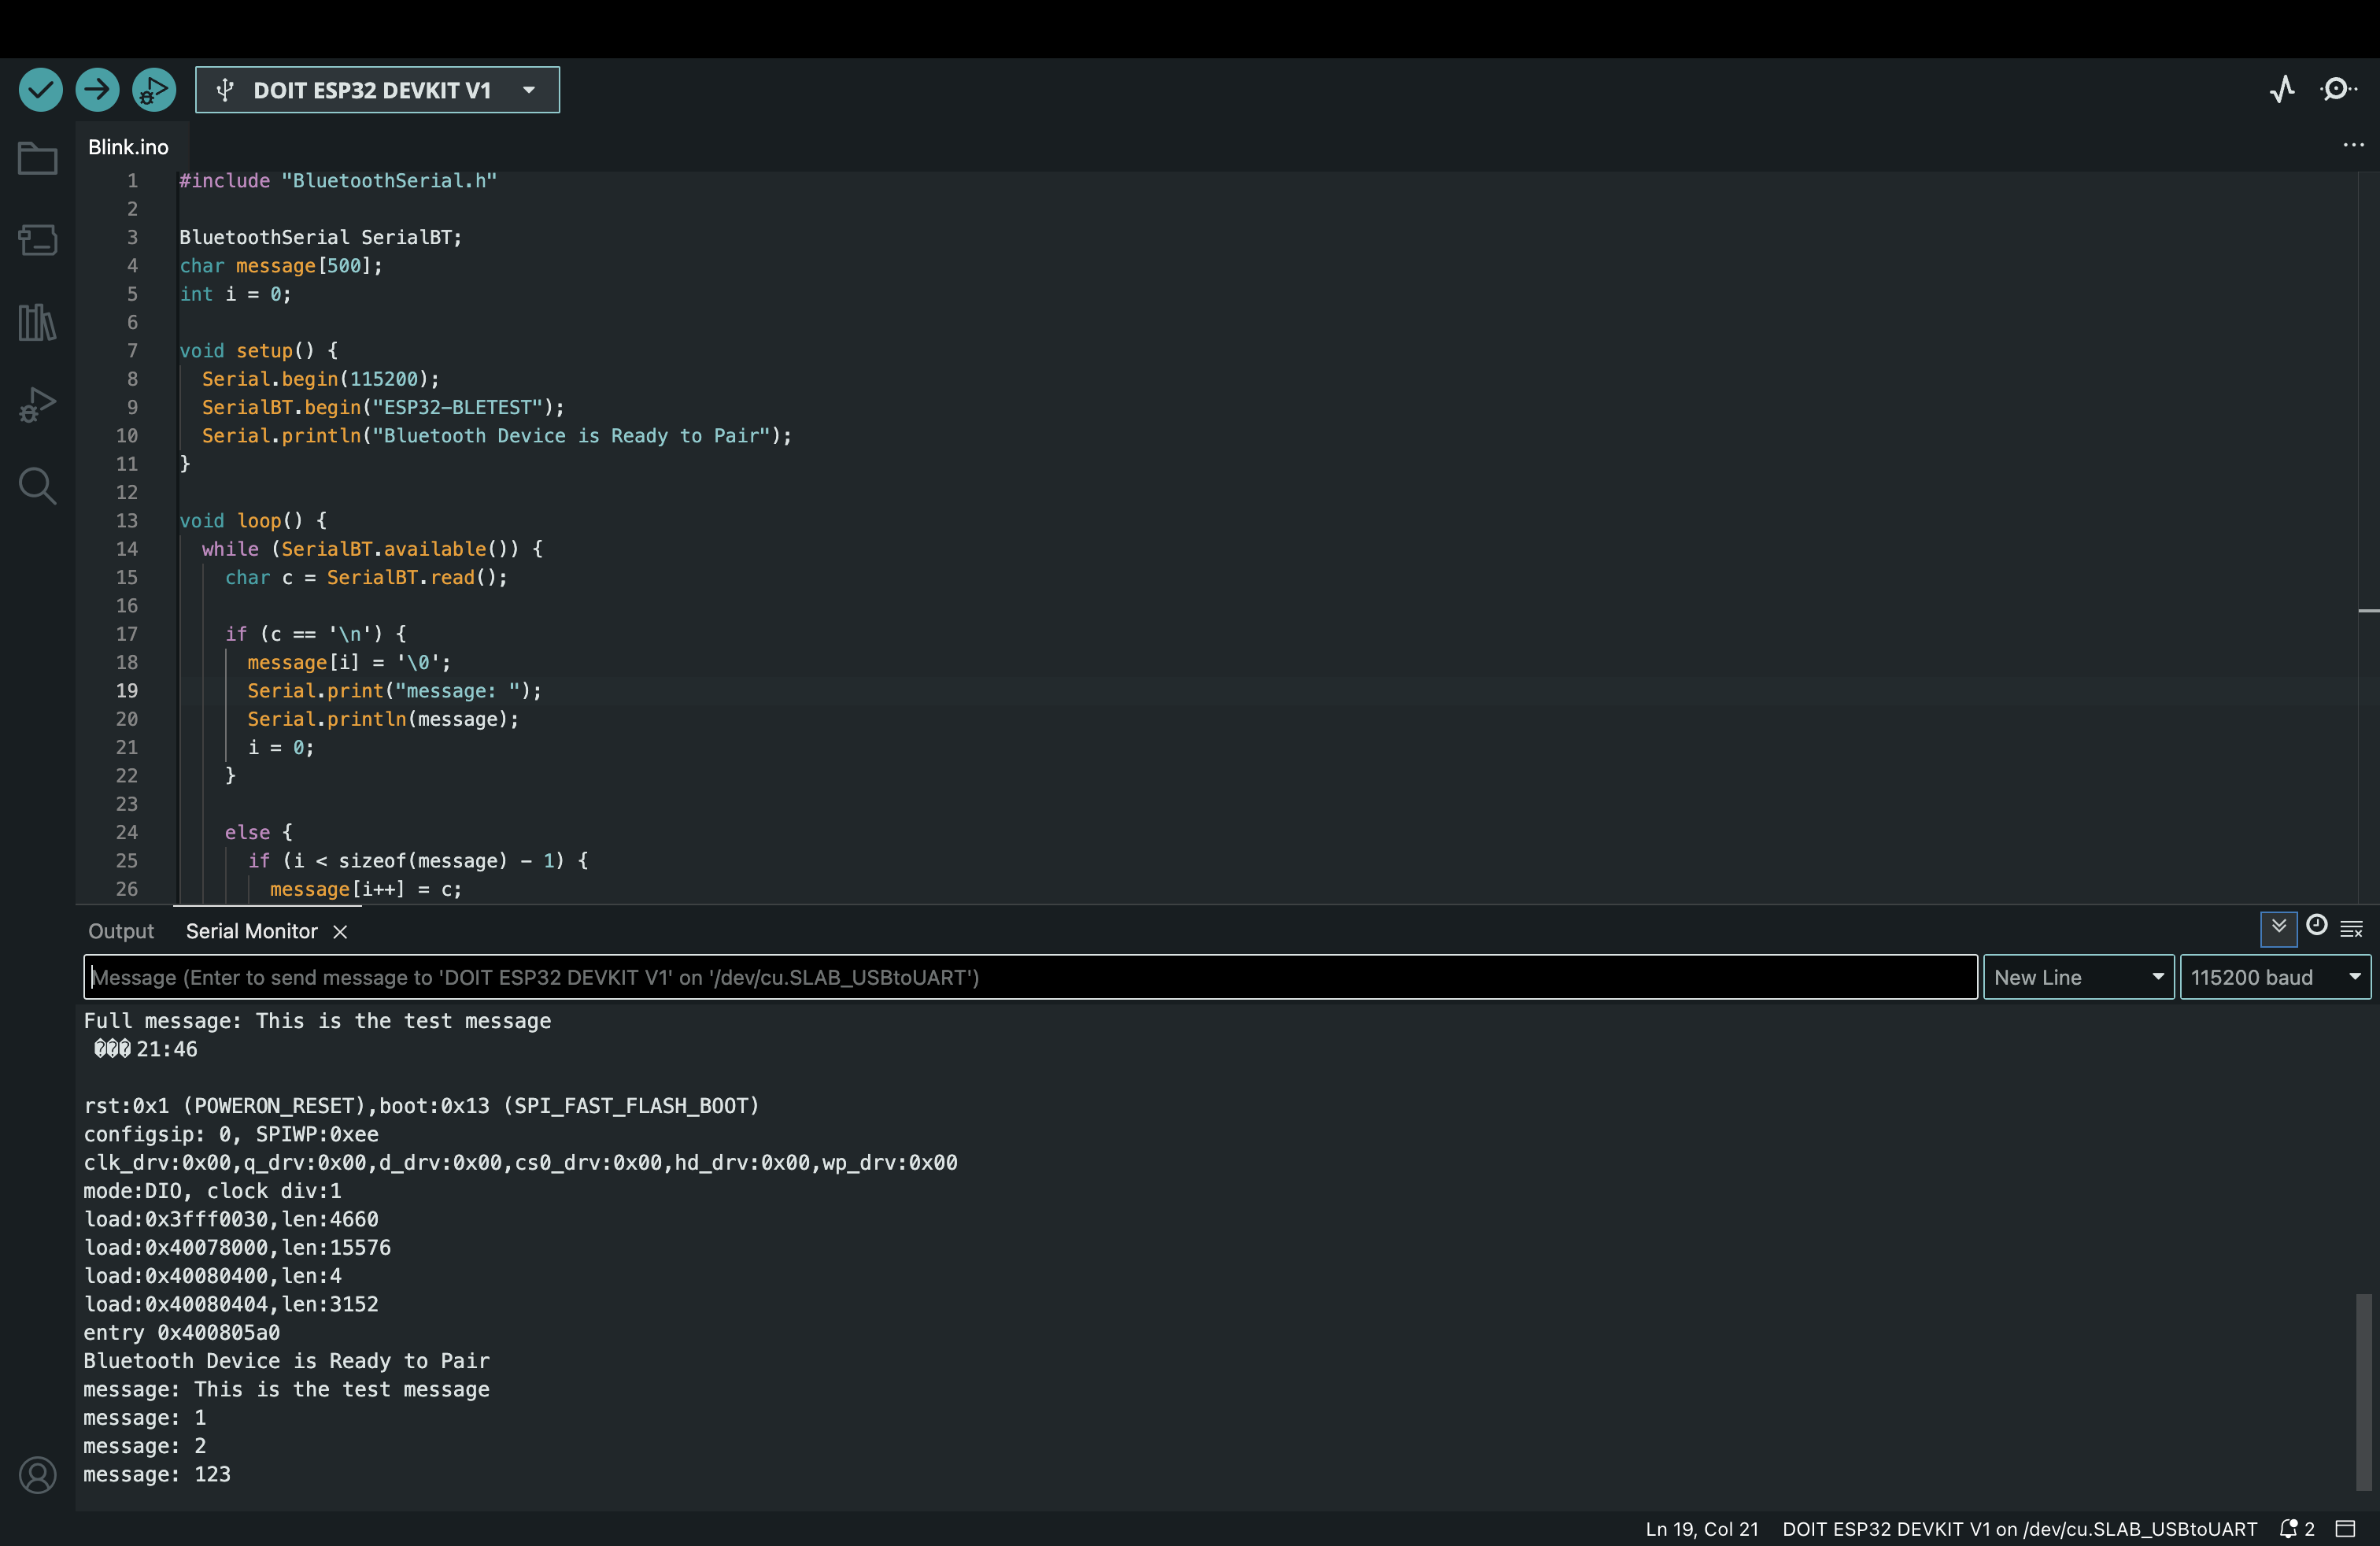 DOIT ESP32 DEVKIT V1
Blink.ino
1 #include "BluetoothSerial.h"
2
3 BluetoothSerial SerialBT;
4 char message[500];
5 int i = 0;
6
7 void setup() {
8 Serial.begin(115200);
9 SerialBT.begin("ESP32-BLETEST");
10 Serial.println("Bluetooth Device is Ready to Pair");
11 }
12
13 void loop() {
14 while (SerialBT.available()) {
15 char c = SerialBT.read();
16
17 if (c == '\n') {
18 message[i] = '\0';
19 Serial.print("message: ");
20 Serial.println(message);
21 i = 0;
22 }
23
24 else {
25 if (i < sizeof(message) - 1) {
26 message[i++] = c;
Output Serial Monitor
Message (Enter to send message to 'DOIT ESP32 DEVKIT V1' on '/dev/cu.SLAB_USBtoUART') New Line 115200 baud
Full message: This is the test message
���21:46
rst:0x1 (POWERON_RESET),boot:0x13 (SPI_FAST_FLASH_BOOT)
configsip: 0, SPIWP:0xee
clk_drv:0x00,q_drv:0x00,d_drv:0x00,cs0_drv:0x00,hd_drv:0x00,wp_drv:0x00
mode:DIO, clock div:1
load:0x3fff0030,len:4660
load:0x40078000,len:15576
load:0x40080400,len:4
load:0x40080404,len:3152
entry 0x400805a0
Bluetooth Device is Ready to Pair
message: This is the test message
message: 1
message: 2
message: 123
Ln 19, Col 21 DOIT ESP32 DEVKIT V1 on /dev/cu.SLAB_USBtoUART 2